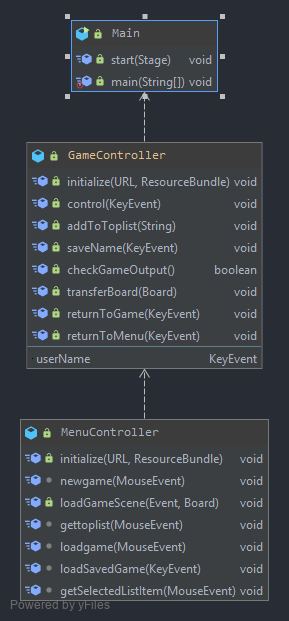 Main
start(Stage) void
main(String[]) void
GameController
initialize(URL, ResourceBundle) void
control(KeyEvent) void
addToToplist(String) void
saveName(KeyEvent) void
checkGameOutput() boolean
transferBoard(Board) void
returnToGame(KeyEvent) void
returnToMenu(KeyEvent) void
userName KeyEvent
MenuController
initialize(URL, ResourceBundle) void
newgame(MouseEvent) void
loadGameScene(Event, Board) void
gettoplist(MouseEvent) void
loadgame(MouseEvent) void
loadSavedGame(KeyEvent) void
getSelectedListItem(MouseEvent) void
Powered by yFiles